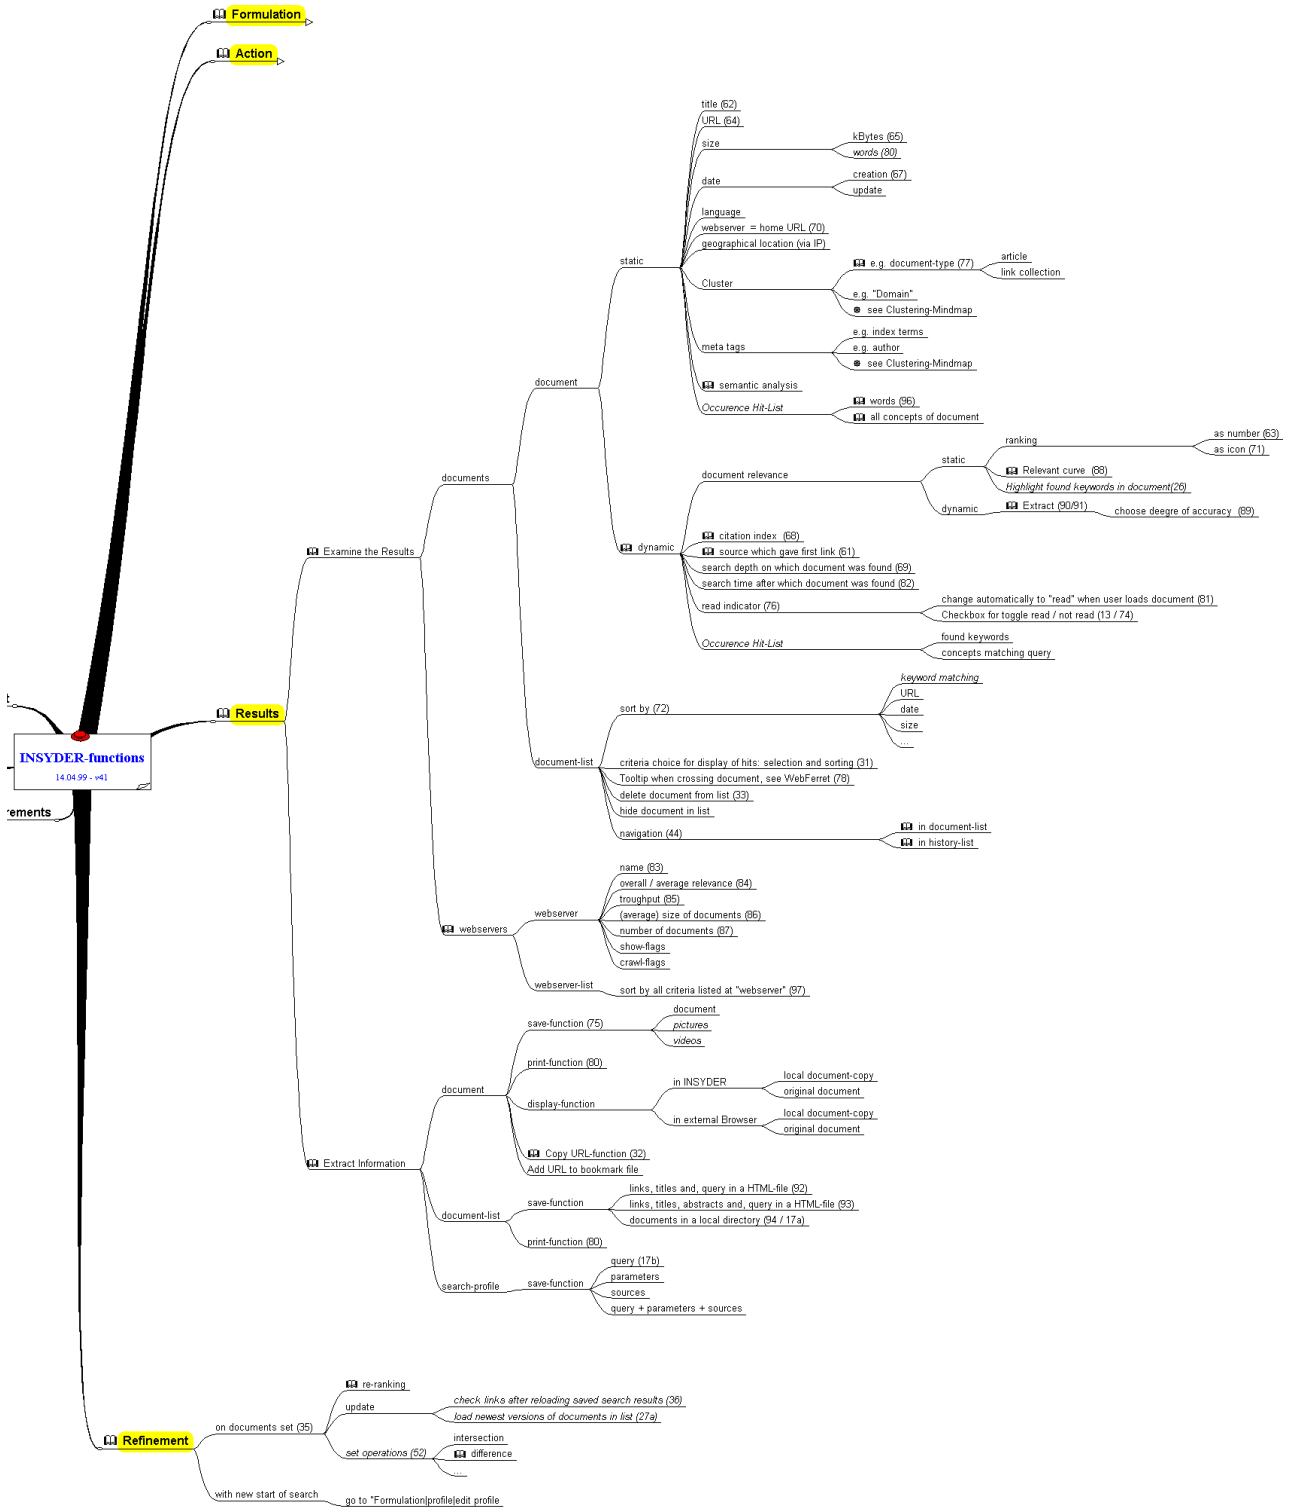 Formulation
Action
title (62)
URL (64)
size
kBytes (65)
words (80)
date
creation (67)
update
language
webserver = home URL (70)
geographical location (via IP)
static
Cluster
e.g. document-type (77)
article
link collection
e.g. "Domain"
see Clustering-Mindmap
meta tags
e.g. index terms
e.g. author
see Clustering-Mindmap
semantic analysis
Occurence Hit-List
words (96)
all concepts of document
document
documents
document relevance
static
ranking
as number (63)
as icon (71)
Relevant curve (88)
Highlight found keywords in document(26)
dynamic
Extract (90/91)
choose deegre of accuracy (89)
dynamic
citation index (68)
source which gave first link (61)
search depth on which document was found (69)
search time after which document was found (82)
read indicator (76)
change automatically to "read" when user loads document (81)
Checkbox for toggle read / not read (13 / 74)
Occurence Hit-List
found keywords
concepts matching query
Examine the Results
document-list
sort by (72)
keyword matching
URL
date
size
...
criteria choice for display of hits: selection and sorting (31)
Tooltip when crossing document, see WebFerret (78)
delete document from list (33)
hide document in list
navigation (44)
in document-list
in history-list
t
Results
INSYDER-functions
14.04.99 - v41
rements
webservers
webserver
name (83)
overall / average relevance (84)
troughput (85)
(average) size of documents (86)
number of documents (87)
show-flags
crawl-flags
webserver-list
sort by all criteria listed at "webserver" (97)
Extract Information
document
save-function (75)
document
pictures
videos
print-function (80)
display-function
in INSYDER
local document-copy
original document
in external Browser
local document-copy
original document
Copy URL-function (32)
Add URL to bookmark file
document-list
save-function
links, titles and, query in a HTML-file (92)
links, titles, abstracts and, query in a HTML-file (93)
documents in a local directory (94 / 17a)
print-function (80)
search-profile
save-function
query (17b)
parameters
sources
query + parameters + sources
Refinement
on documents set (35)
re-ranking
update
check links after reloading saved search results (36)
load newest versions of documents in list (27a)
set operations (52)
intersection
difference
...
with new start of search
go to "Formulation|profile|edit profile